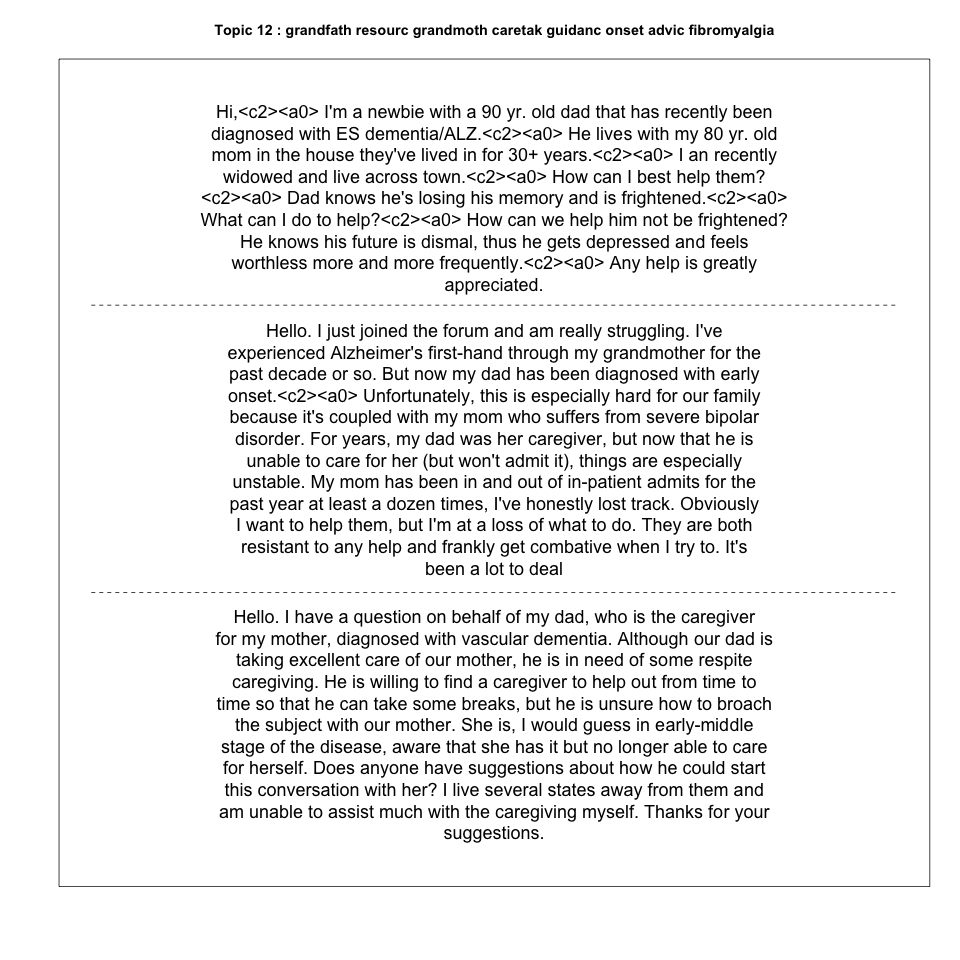 Topic 12 : grandfath resourc grandmoth caretak guidanc onset advic fibromyalgia
Hi,<c2><a0> I'm a newbie with a 90 yr. old dad that has recently been
diagnosed with ES dementia/ALZ.<c2><a0> He lives with my 80 yr. old
mom in the house they've lived in for 30+ years.<c2><a0> I an recently
widowed and live across town.<c2><a0> How can I best help them?
<c2><a0> Dad knows he's losing his memory and is frightened.<c2><a0>
What can I do to help?<c2><a0> How can we help him not be frightened?
He knows his future is dismal, thus he gets depressed and feels
worthless more and more frequently.<c2><a0> Any help is greatly
appreciated.
Hello. I just joined the forum and am really struggling. I've
experienced Alzheimer's first-hand through my grandmother for the
past decade or so. But now my dad has been diagnosed with early
onset.<c2><a0> Unfortunately, this is especially hard for our family
because it's coupled with my mom who suffers from severe bipolar
disorder. For years, my dad was her caregiver, but now that he is
unable to care for her (but won't admit it), things are especially
unstable. My mom has been in and out of in-patient admits for the
past year at least a dozen times, I've honestly lost track. Obviously
I want to help them, but I'm at a loss of what to do. They are both
resistant to any help and frankly get combative when I try to. It's
been a lot to deal
Hello. I have a question on behalf of my dad, who is the caregiver
for my mother, diagnosed with vascular dementia. Although our dad is
taking excellent care of our mother, he is in need of some respite
caregiving. He is willing to find a caregiver to help out from time to
time so that he can take some breaks, but he is unsure how to broach
the subject with our mother. She is, I would guess in early-middle
stage of the disease, aware that she has it but no longer able to care
for herself. Does anyone have suggestions about how he could start
this conversation with her? I live several states away from them and
am unable to assist much with the caregiving myself. Thanks for your
suggestions.